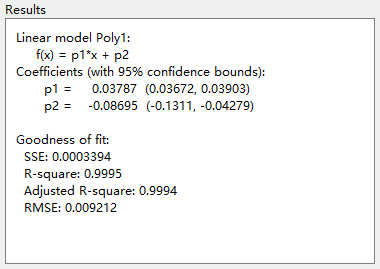 Results
Linear model Poly1:
f(x) = p1*x + p2
Coefficients (with 95% confidence bounds):
p1 = 0.03787 (0.03672, 0.03903)
p2 = -0.08695 (-0.1311, -0.04279)
Goodness of fit:
SSE: 0.0003394
R-square: 0.9995
Adjusted R-square: 0.9994
RMSE: 0.009212